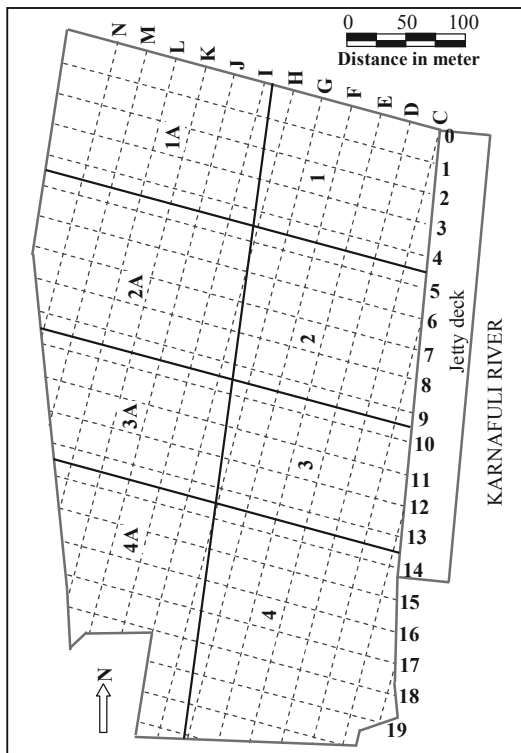 0 50 100
Distance in meter
N M L K J I H G F E D C
0
1
2
3
4
5
6
7
8
9
10
11
12
13
14
15
16
17
18
19
1A
1
2A
2
3A
3
4A
4
Jetty deck
KARNAFULI RIVER
N